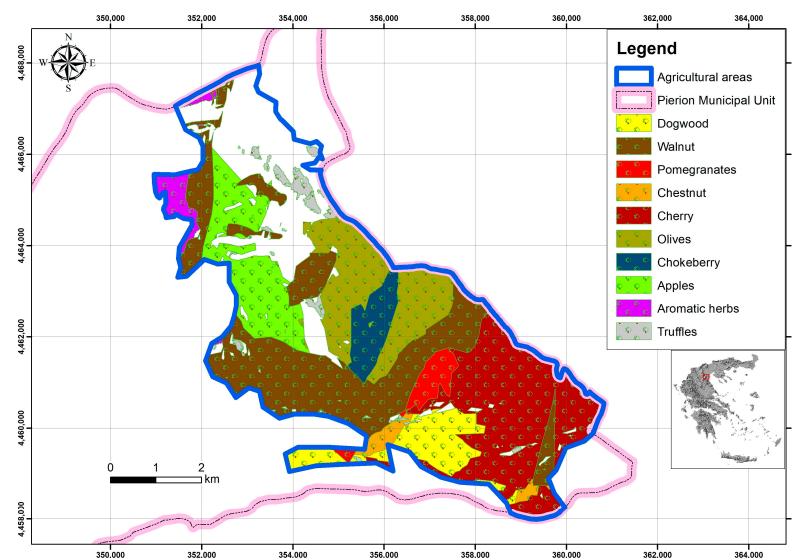 350,000 352,000 354,000 356,000 358,000 360,000 362,000 364,000
4,468,000
4,466,000
4,464,000
4,462,000
4,460,000
4,458,000
N
W E
S
Legend
Agricultural areas
Pierion Municipal Unit
Dogwood
Walnut
Pomegranates
Chestnut
Cherry
Olives
Chokeberry
Apples
Aromatic herbs
Truffles
0 1 2
km
350,000 352,000 354,000 356,000 358,000 360,000 362,000 364,000